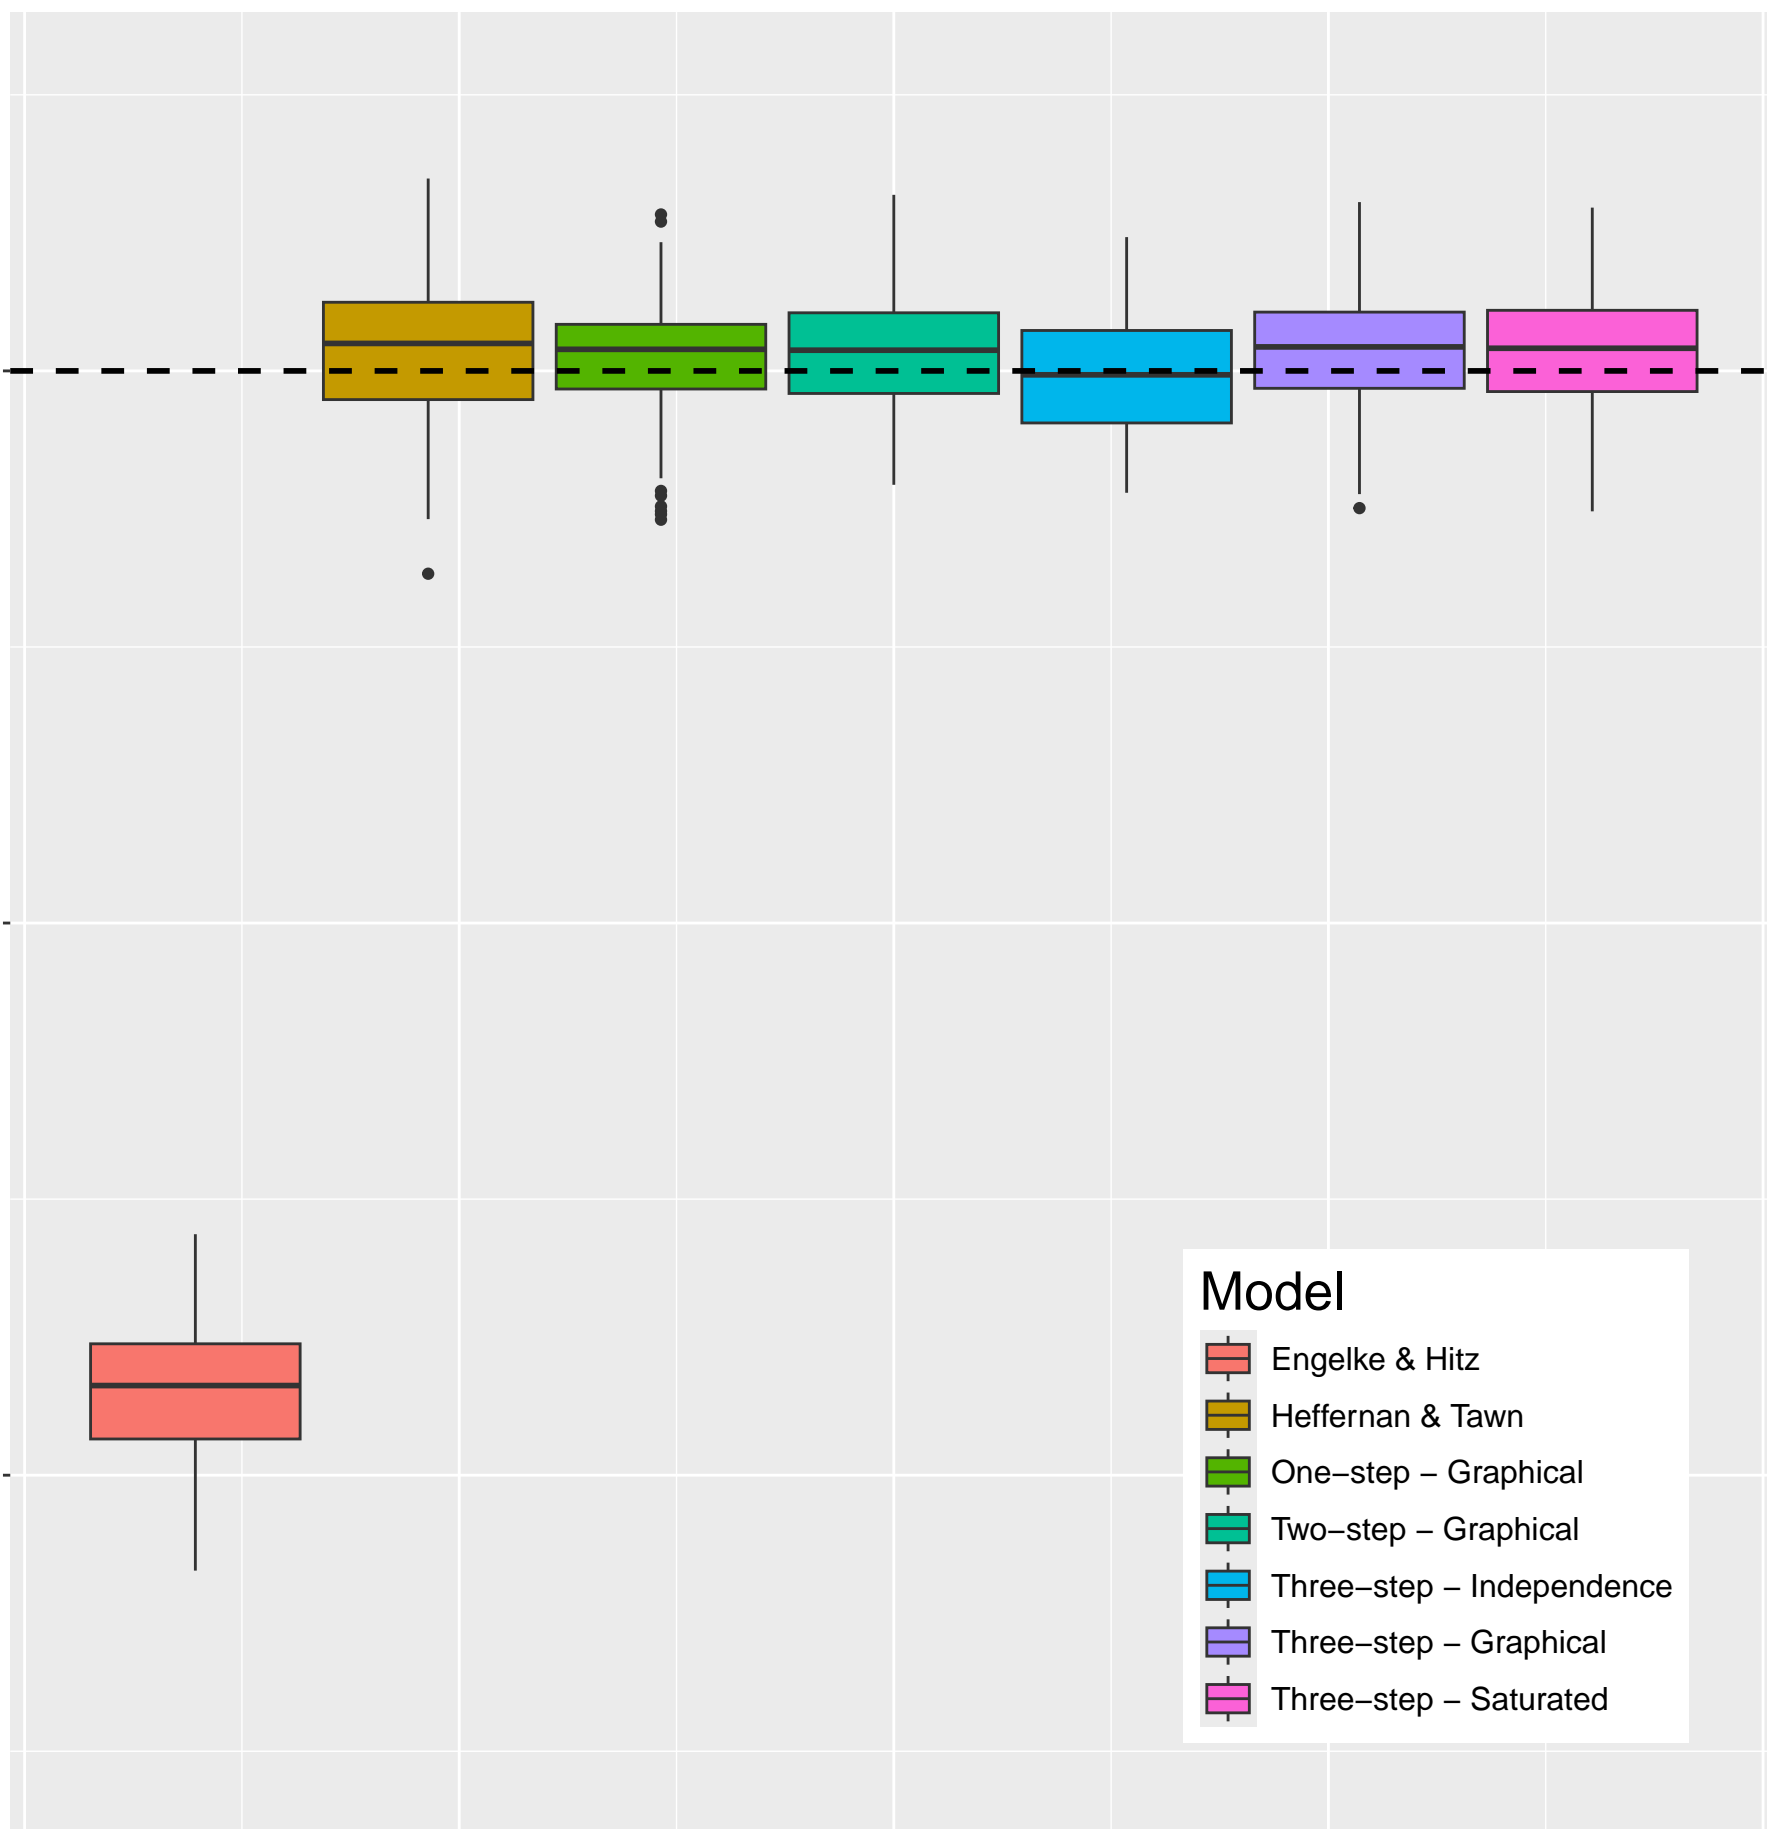 Model
Engelke & Hitz
Heffernan & Tawn
One−step − Graphical
Two−step − Graphical
Three−step − Independence
Three−step − Graphical
Three−step − Saturated